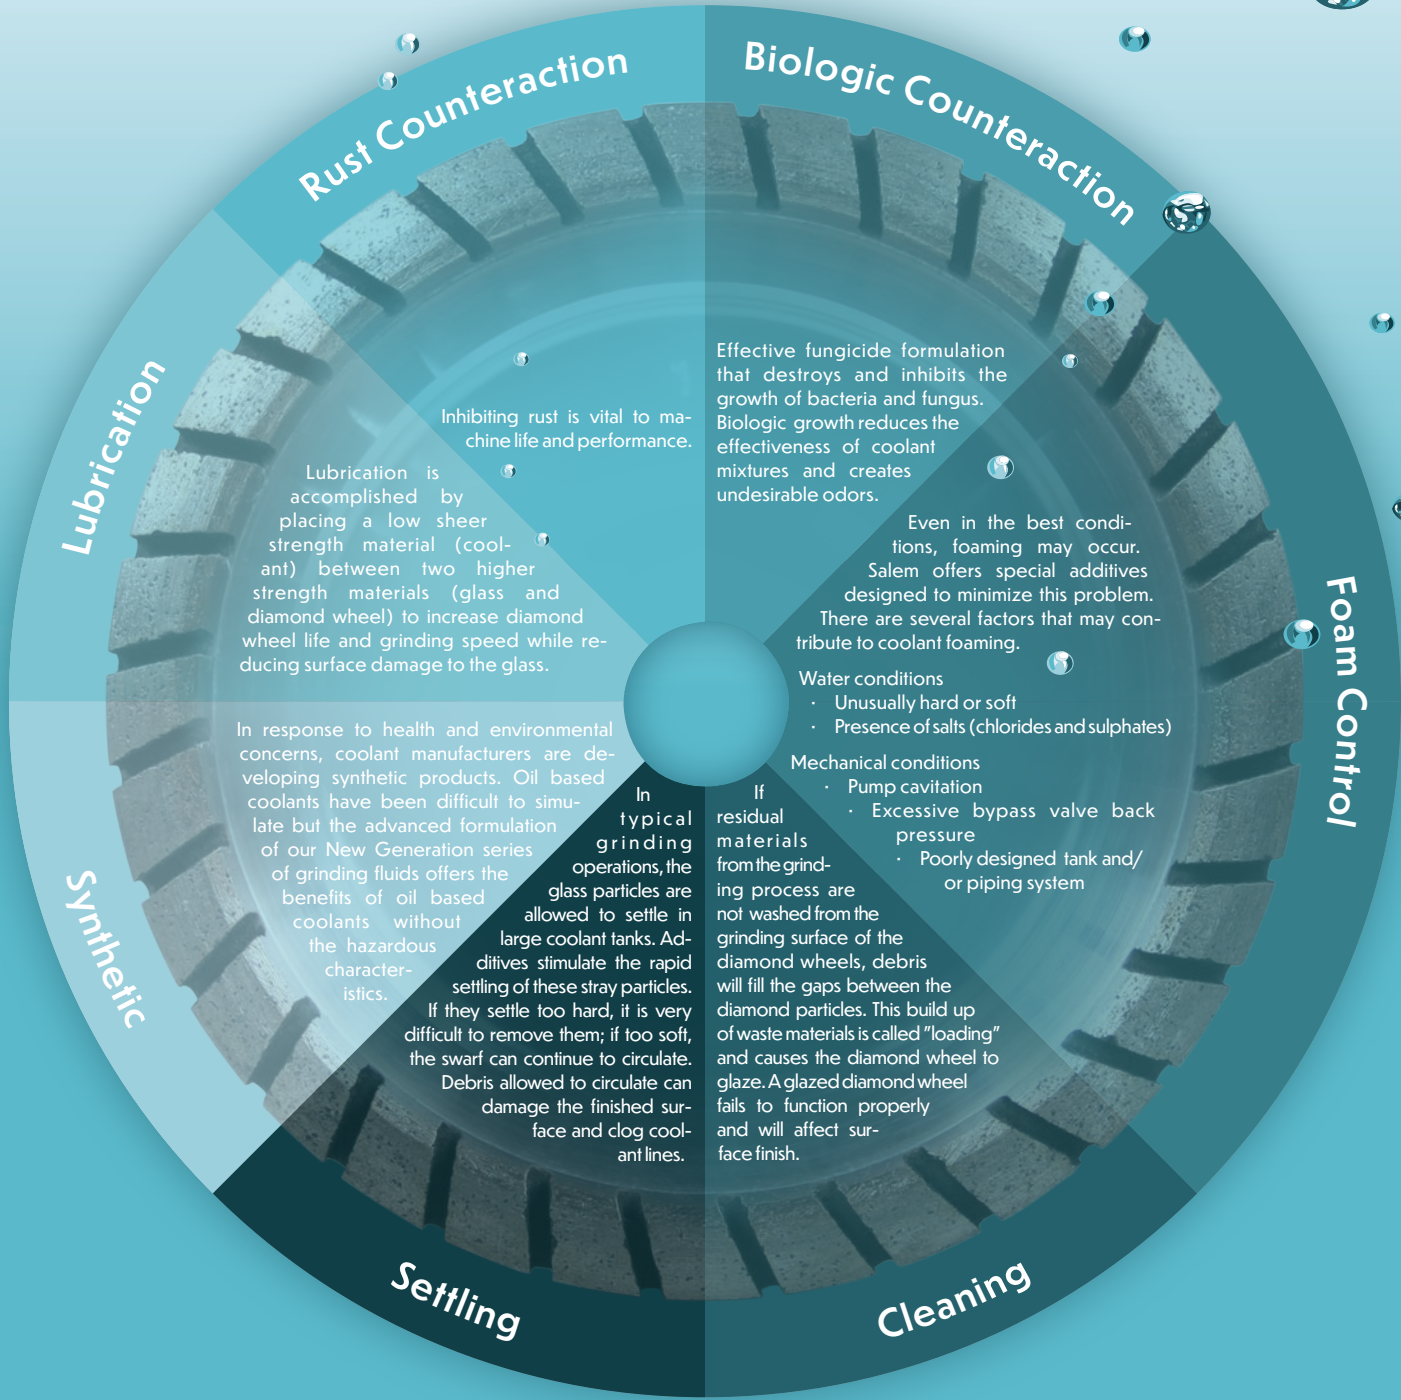 Rust Counteraction
Inhibiting rust is vital to ma-
chine life and performance.
Biologic Counteraction
Effective fungicide formulation
that destroys and inhibits the
growth of bacteria and fungus.
Biologic growth reduces the
effectiveness of coolant
mixtures and creates
undesirable odors.
Foam Control
Even in the best condi-
tions, foaming may occur.
Salem offers special additives
designed to minimize this problem.
There are several factors that may con-
tribute to coolant foaming.
Water conditions
· Unusually hard or soft
· Presence of salts (chlorides and sulphates)
Mechanical conditions
· Pump cavitation
· Excessive bypass valve back
pressure
· Poorly designed tank and/
or piping system
Cleaning
If
residual
materials
from the grind-
ing process are
not washed from the
grinding surface of the
diamond wheels, debris
will fill the gaps between the
diamond particles. This build up
of waste materials is called "loading"
and causes the diamond wheel to
glaze. A glazed diamond wheel
fails to function properly
and will affect sur-
face finish.
Settling
In
typical
grinding
operations, the
glass particles are
allowed to settle in
large coolant tanks. Ad-
ditives stimulate the rapid
settling of these stray particles.
If they settle too hard, it is very
difficult to remove them; if too soft,
the swarf can continue to circulate.
Debris allowed to circulate can
damage the finished sur-
face and clog cool-
ant lines.
Synthetic
In response to health and environmental
concerns, coolant manufacturers are de-
veloping synthetic products. Oil based
coolants have been difficult to simu-
late but the advanced formulation
of our New Generation series
of grinding fluids offers the
benefits of oil based
coolants without
the hazardous
character-
istics.
Lubrication
Lubrication is
accomplished by
placing a low sheer
strength material (cool-
ant) between two higher
strength materials (glass and
diamond wheel) to increase diamond
wheel life and grinding speed while re-
ducing surface damage to the glass.